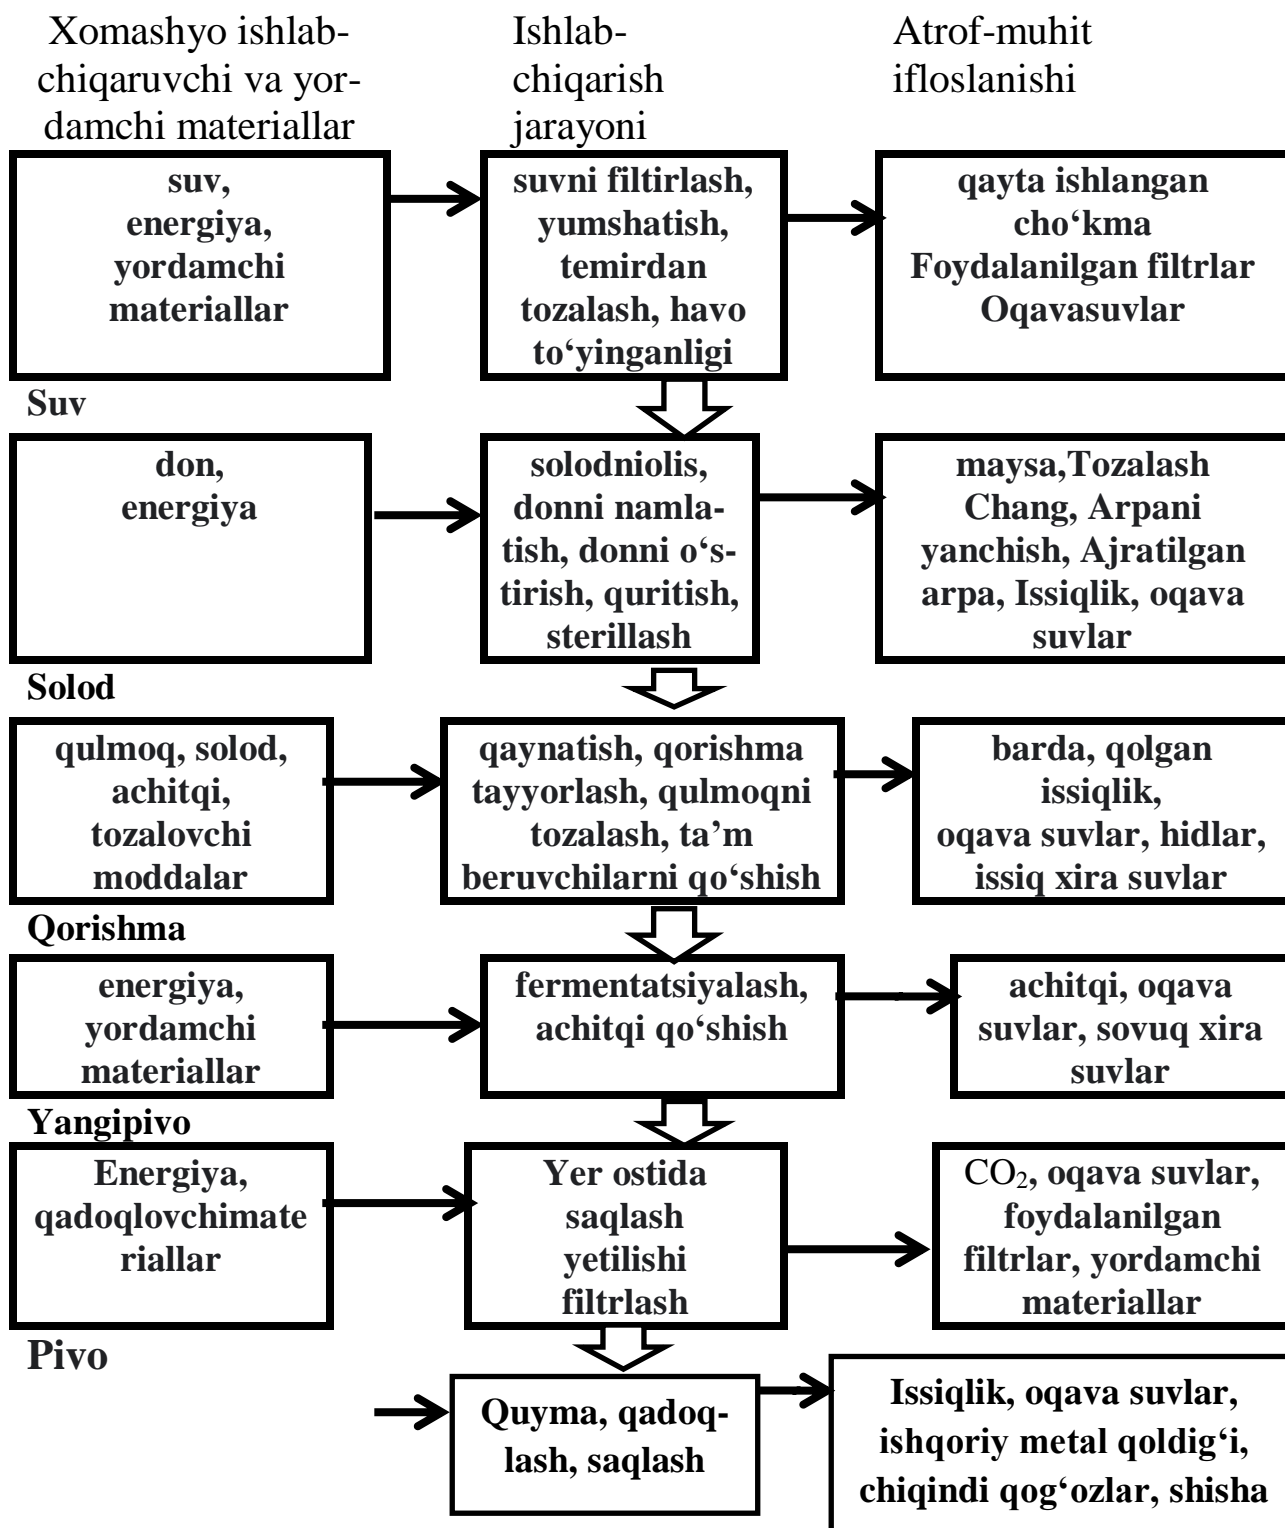 Xomashyo ishlab-
chiqaruvchi va yor-
damchi materiallar
Ishlab-
chiqarish
jarayoni
Atrof-muhit
ifloslanishi
suv,
energiya,
yordamchi
materiallar
suvni filtirlash,
yumshatish,
temirdan
tozalash, havo
to‘yinganligi
qayta ishlangan
cho‘kma
Foydalanilgan filtrlar
Oqavasuvlar
Suv
don,
energiya
solodniolis,
donni namla-
tish, donni o‘s-
tirish, quritish,
sterillash
maysa,Tozalash
Chang, Arpani
yanchish, Ajratilgan
arpa, Issiqlik, oqava
suvlar
Solod
qulmoq, solod,
achitqi,
tozalovchi
moddalar
qaynatish, qorishma
tayyorlash, qulmoqni
tozalash, ta’m
beruvchilarni qo‘shish
barda, qolgan
issiqlik,
oqava suvlar, hidlar,
issiq xira suvlar
Qorishma
energiya,
yordamchi
materiallar
fermentatsiyalash,
achitqi qo‘shish
achitqi, oqava
suvlar, sovuq xira
suvlar
Yangipivo
Energiya,
qadoqlovchimate
riallar
Yer ostida
saqlash
yetilishi
filtrlash
CO₂, oqava suvlar,
foydalanilgan
filtrlar, yordamchi
materiallar
Pivo
Quyma, qadoq-
lash, saqlash
Issiqlik, oqava suvlar,
ishqoriy metal qoldig‘i,
chiqindi qog‘ozlar, shisha